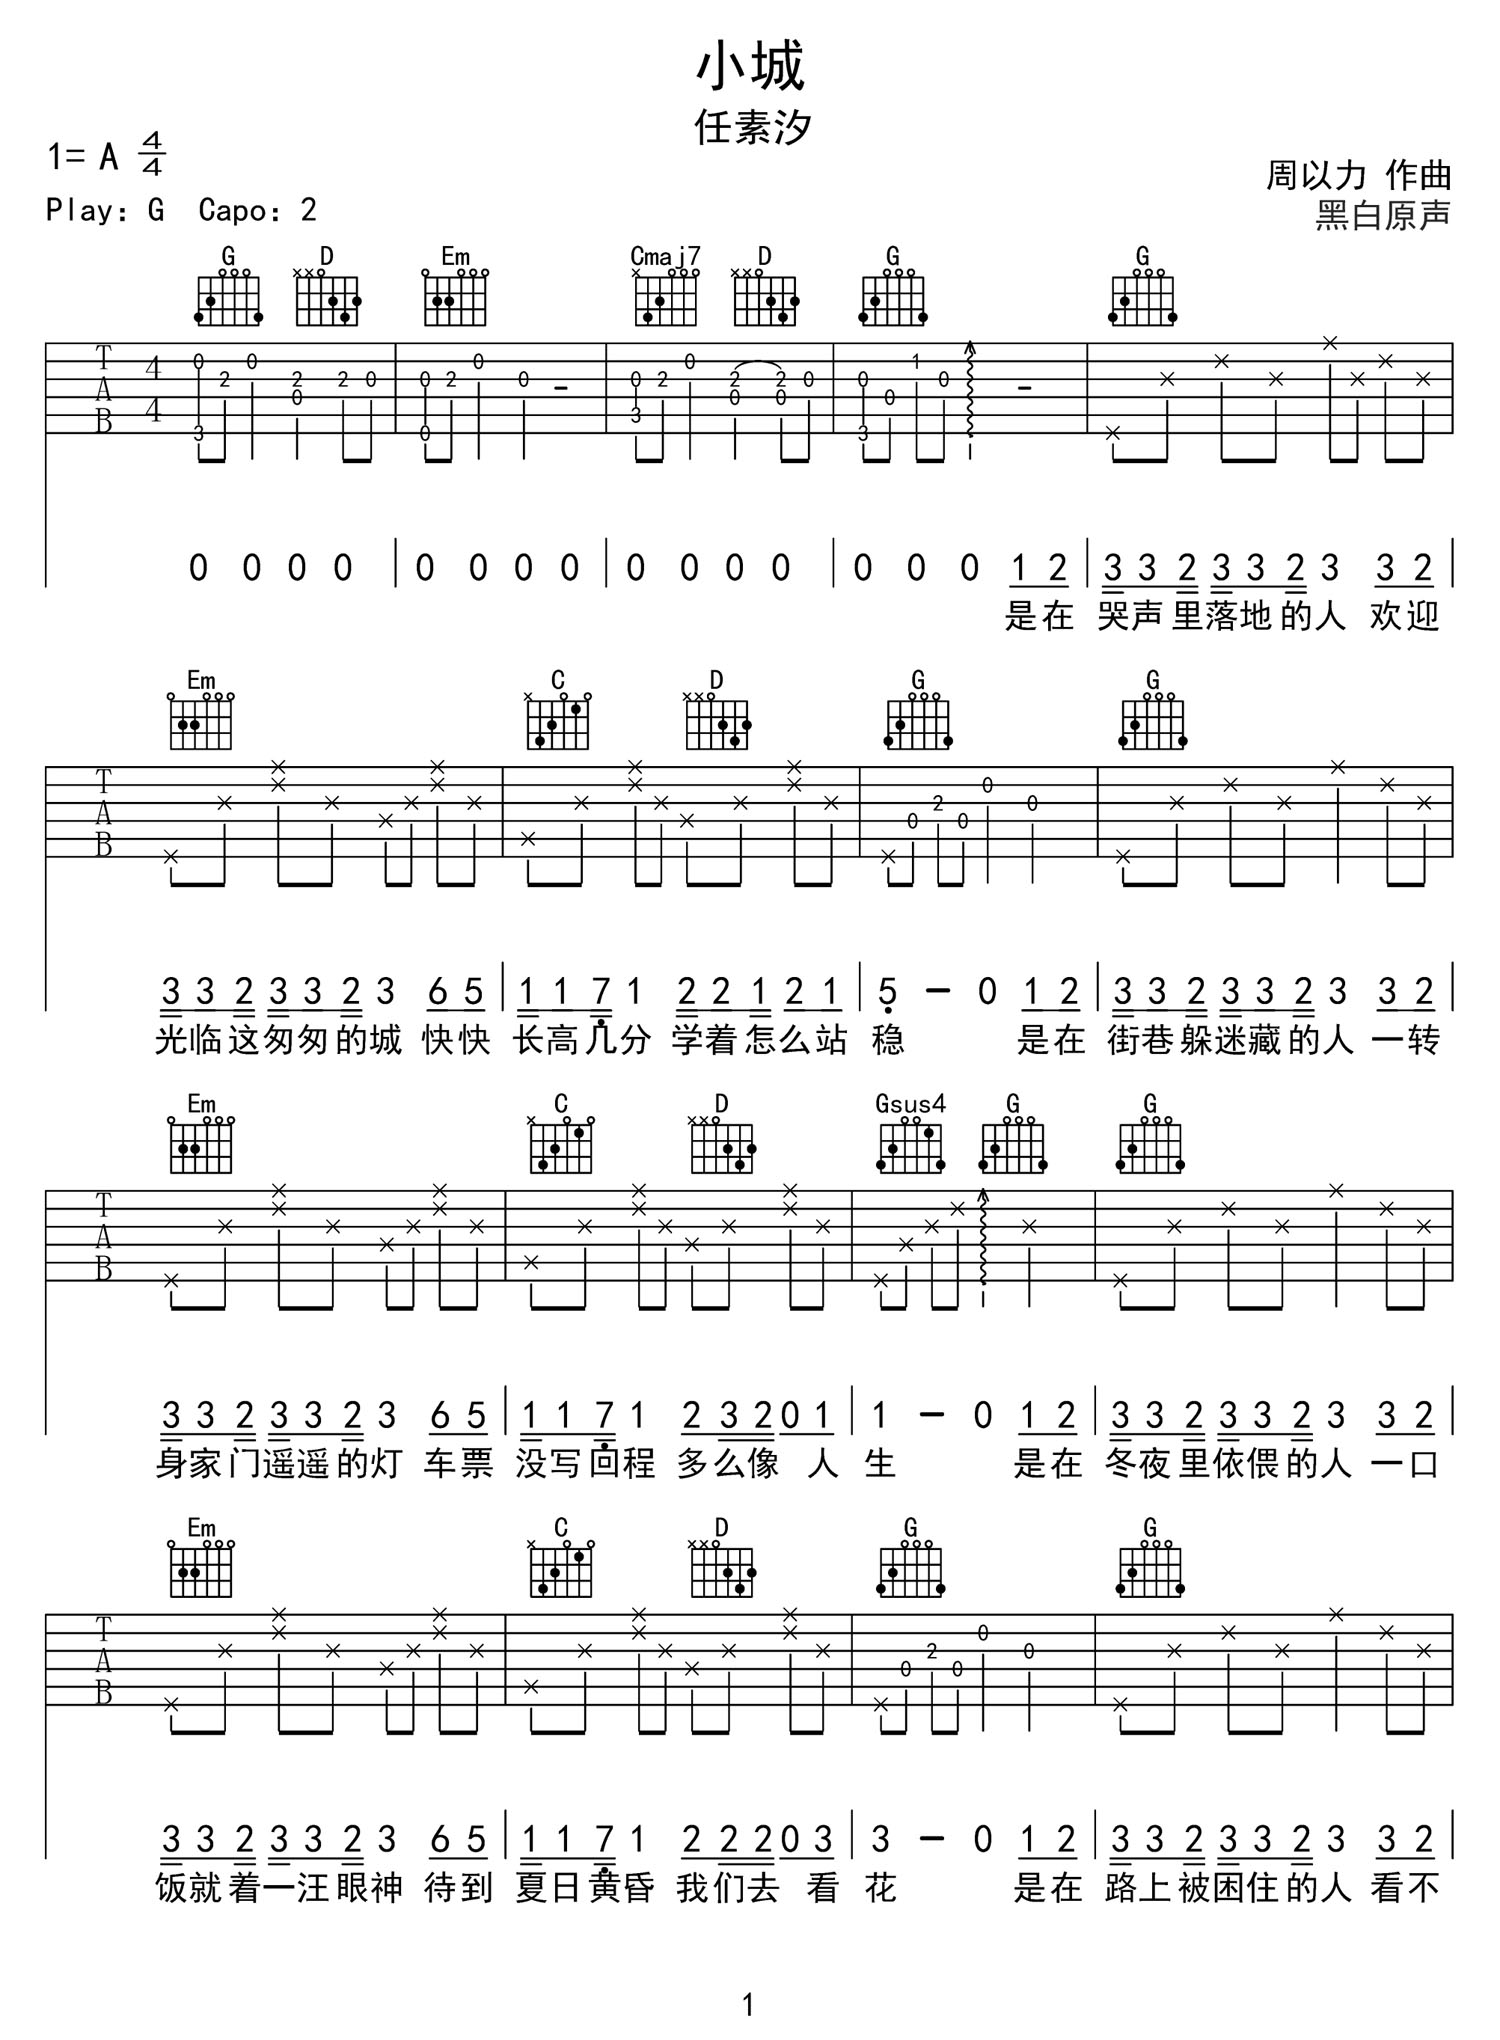 小城
任素汐
1= A 4/4
周以力 作曲
Play: G Capo: 2
黑白原声
G D Em Cmaj7 D G G
T A B 4/4
0 0 0 0 0 0 0 0 0 0 0 0 0 0 0 1 2 3 3 2 3 3 2 3 3 2
是在 哭声里落地的人 欢迎
Em C D G G
T A B
3 3 2 3 3 2 3 6 5 1 1 7 1 2 2 1 2 1 5 - 0 1 2 3 3 2 3 3 2 3 3 2
光临这匆匆的城 快快 长高几分 学着怎么站 稳 是在 街巷躲迷藏的人 一转
Em C D Gsus4 G G
T A B
3 3 2 3 3 2 3 6 5 1 1 7 1 2 3 2 0 1 1 - 0 1 2 3 3 2 3 3 2 3 3 2
身家门遥遥的灯 车票 没写回程 多么像 人 生 是在 冬夜里依偎的人 一口
Em C D G G
T A B
3 3 2 3 3 2 3 6 5 1 1 7 1 2 2 2 0 3 3 - 0 1 2 3 3 2 3 3 2 3 3 2
饭就着一汪眼神 待到 夏日黄昏 我们去 看 花 是在 路上被困住的人 看不
1